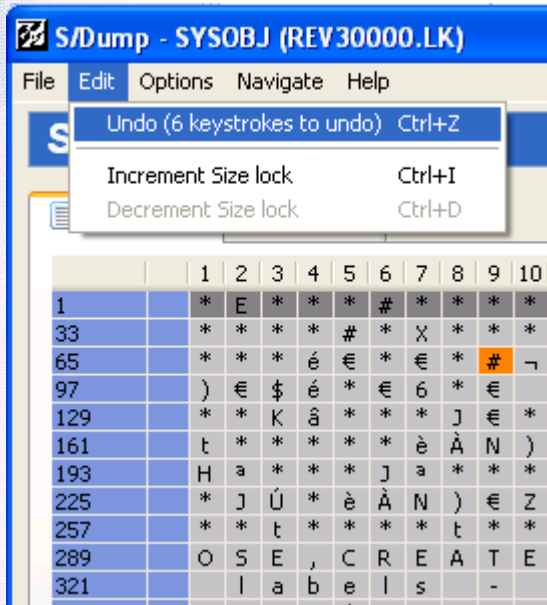 S/Dump - SYSOBJ (REV30000.LK)
File Edit Options Navigate Help
Undo (6 keystrokes to undo) Ctrl+Z
S
Increment Size lock Ctrl+I
Decrement Size lock Ctrl+D
1 2 3 4 5 6 7 8 9 10
1 * E * * * # * * * *
33 * * * * # * X * * *
65 * * * é € * € * # ¬
97 ) € $ é * € 6 * €
129 * * K â * * * J € *
161 t * * * * * è À N )
193 H ª * * * J ª * * *
225 * J Ú * è À N ) € Z
257 * * t * * * * t * *
289 O S E , C R E A T E
321 l a b e l s -